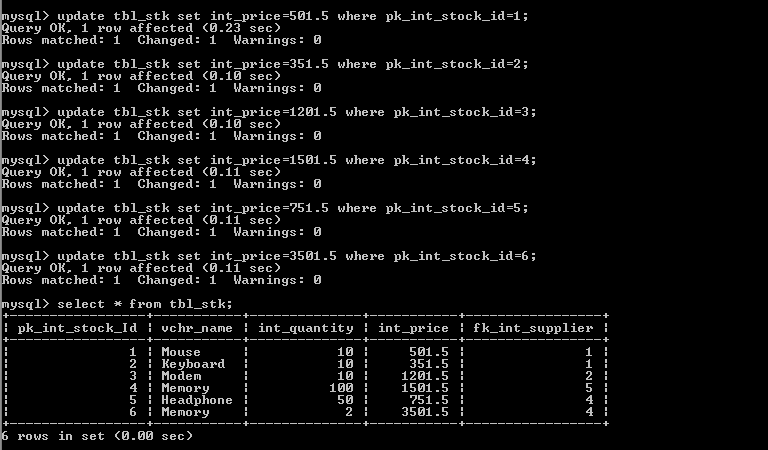 mysql> update tbl_stk set int_price=501.5 where pk_int_stock_id=1;
Query OK, 1 row affected (0.23 sec)
Rows matched: 1  Changed: 1  Warnings: 0
mysql> update tbl_stk set int_price=351.5 where pk_int_stock_id=2;
Query OK, 1 row affected (0.10 sec)
Rows matched: 1  Changed: 1  Warnings: 0
mysql> update tbl_stk set int_price=1201.5 where pk_int_stock_id=3;
Query OK, 1 row affected (0.10 sec)
Rows matched: 1  Changed: 1  Warnings: 0
mysql> update tbl_stk set int_price=1501.5 where pk_int_stock_id=4;
Query OK, 1 row affected (0.11 sec)
Rows matched: 1  Changed: 1  Warnings: 0
mysql> update tbl_stk set int_price=751.5 where pk_int_stock_id=5;
Query OK, 1 row affected (0.11 sec)
Rows matched: 1  Changed: 1  Warnings: 0
mysql> update tbl_stk set int_price=3501.5 where pk_int_stock_id=6;
Query OK, 1 row affected (0.11 sec)
Rows matched: 1  Changed: 1  Warnings: 0
mysql> select * from tbl_stk;
+-----------------+-----------+--------------+-----------+-----------------+
| pk_int_stock_Id | vchr_name | int_quantity | int_price | fk_int_supplier |
+-----------------+-----------+--------------+-----------+-----------------+
|               1 | Mouse     |           10 |     501.5 |               1 |
|               2 | Keyboard  |           10 |     351.5 |               1 |
|               3 | Modem     |           10 |    1201.5 |               2 |
|               4 | Memory    |          100 |    1501.5 |               5 |
|               5 | Headphone |           50 |     751.5 |               4 |
|               6 | Memory    |            2 |    3501.5 |               4 |
+-----------------+-----------+--------------+-----------+-----------------+
6 rows in set (0.00 sec)